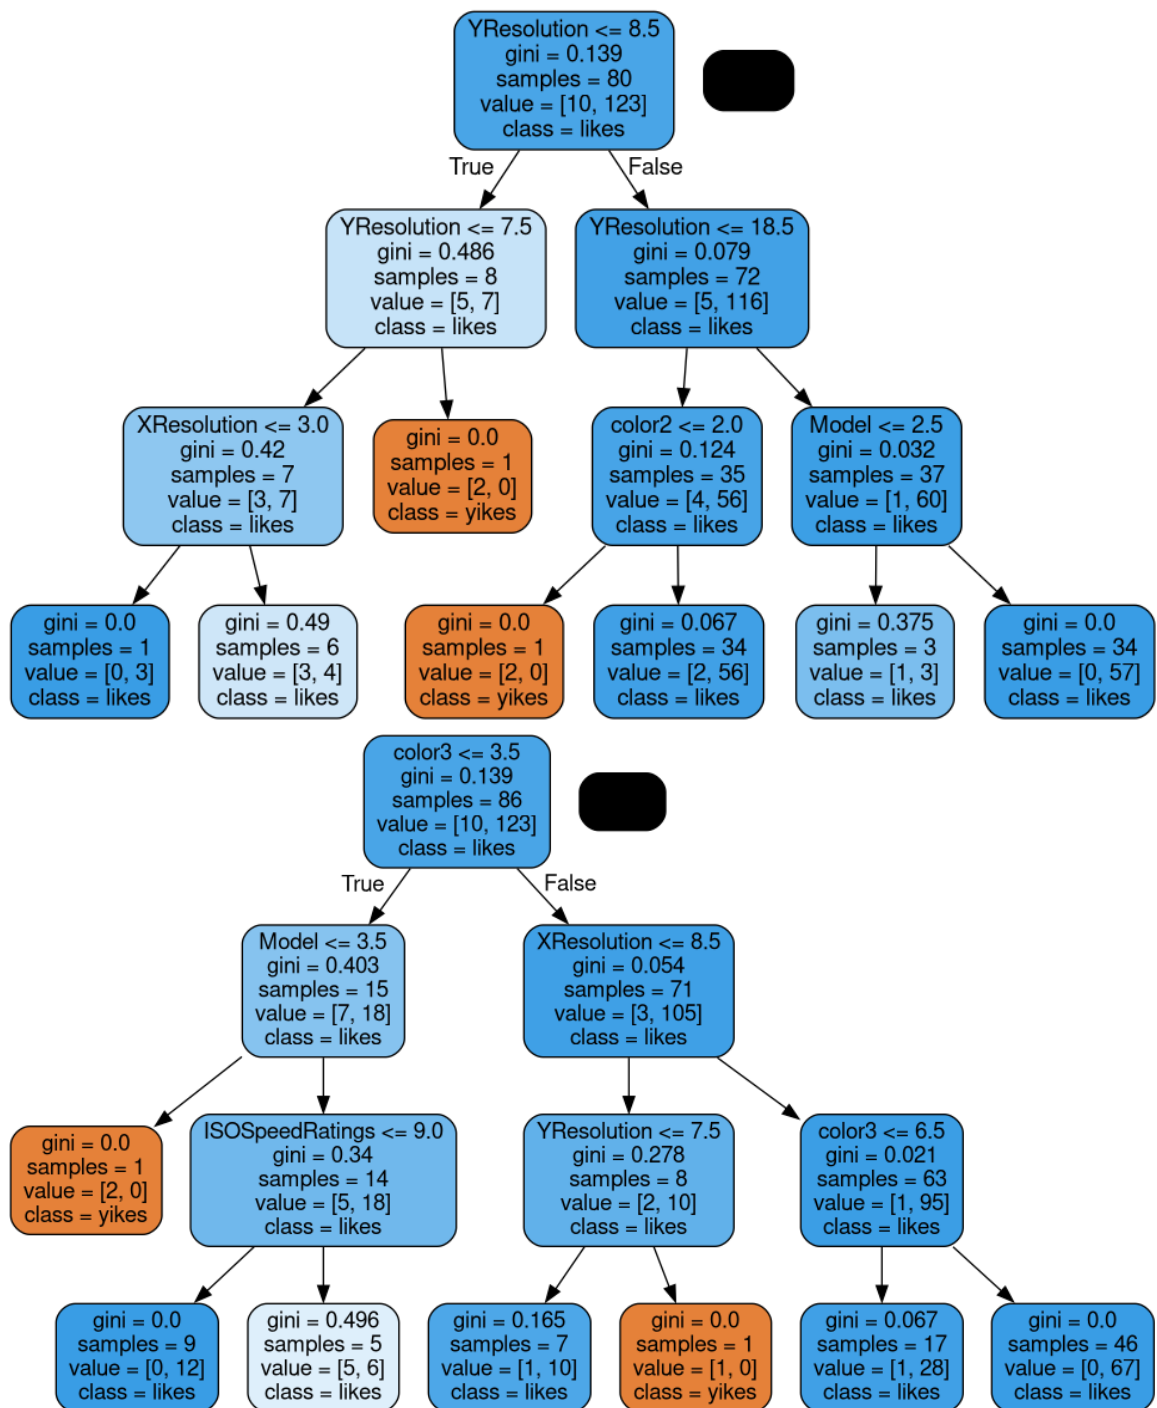 YResolution <= 8.5
gini = 0.139
samples = 80
value = [10, 123]
class = likes
True
False
YResolution <= 7.5
gini = 0.486
samples = 8
value = [5, 7]
class = likes
YResolution <= 18.5
gini = 0.079
samples = 72
value = [5, 116]
class = likes
XResolution <= 3.0
gini = 0.42
samples = 7
value = [3, 7]
class = likes
gini = 0.0
samples = 1
value = [2, 0]
class = yikes
color2 <= 2.0
gini = 0.124
samples = 35
value = [4, 56]
class = likes
Model <= 2.5
gini = 0.032
samples = 37
value = [1, 60]
class = likes
gini = 0.0
samples = 1
value = [0, 3]
class = likes
gini = 0.49
samples = 6
value = [3, 4]
class = likes
gini = 0.0
samples = 1
value = [2, 0]
class = yikes
gini = 0.067
samples = 34
value = [2, 56]
class = likes
gini = 0.375
samples = 3
value = [1, 3]
class = likes
gini = 0.0
samples = 34
value = [0, 57]
class = likes
color3 <= 3.5
gini = 0.139
samples = 86
value = [10, 123]
class = likes
True
False
Model <= 3.5
gini = 0.403
samples = 15
value = [7, 18]
class = likes
XResolution <= 8.5
gini = 0.054
samples = 71
value = [3, 105]
class = likes
gini = 0.0
samples = 1
value = [2, 0]
class = yikes
ISOSpeedRatings <= 9.0
gini = 0.34
samples = 14
value = [5, 18]
class = likes
YResolution <= 7.5
gini = 0.278
samples = 8
value = [2, 10]
class = likes
color3 <= 6.5
gini = 0.021
samples = 63
value = [1, 95]
class = likes
gini = 0.0
samples = 9
value = [0, 12]
class = likes
gini = 0.496
samples = 5
value = [5, 6]
class = likes
gini = 0.165
samples = 7
value = [1, 10]
class = likes
gini = 0.0
samples = 1
value = [1, 0]
class = yikes
gini = 0.067
samples = 17
value = [1, 28]
class = likes
gini = 0.0
samples = 46
value = [0, 67]
class = likes